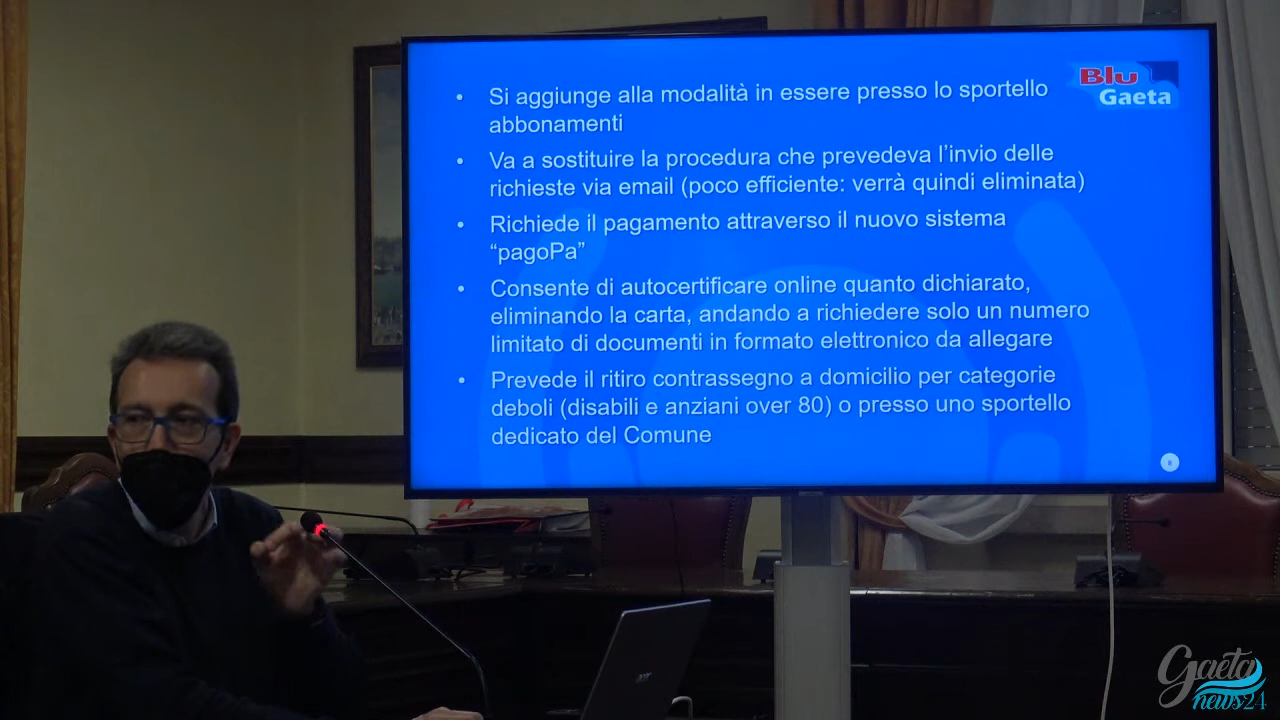 Blu
Gaeta
• Si aggiunge alla modalità in essere presso lo sportello
abbonamenti
• Va a sostituire la procedura che prevedeva l’invio delle
richieste via email (poco efficiente: verrà quindi eliminata)
• Richiede il pagamento attraverso il nuovo sistema
“pagoPa”
• Consente di autocertificare online quanto dichiarato,
eliminando la carta, andando a richiedere solo un numero
limitato di documenti in formato elettronico da allegare
• Prevede il ritiro contrassegno a domicilio per categorie
deboli (disabili e anziani over 80) o presso uno sportello
dedicato del Comune
8
acer
Gaeta
news24